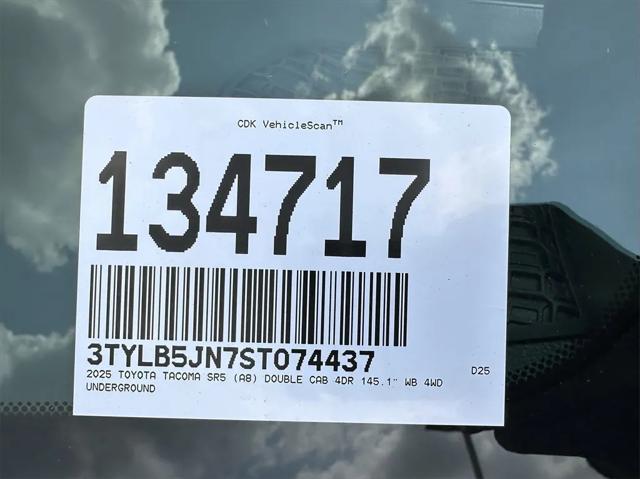 CDK VehicleScan™
134717
3TYLB5JN7ST074437
2025 TOYOTA TACOMA SR5 (A8) DOUBLE CAB 4DR 145.1" WB 4WD D25
UNDERGROUND